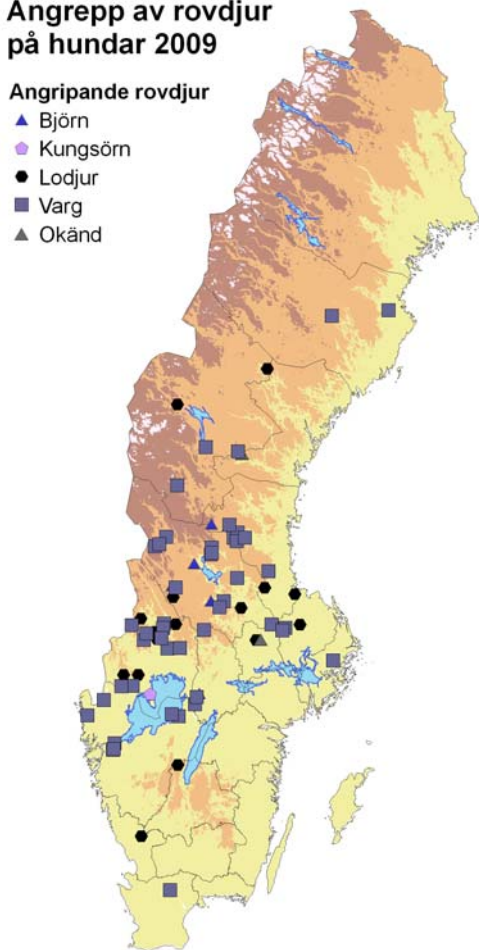 Angrepp av rovdjur
på hundar 2009
Angripande rovdjur
Björn
Kungsörn
Lodjur
Varg
Okänd